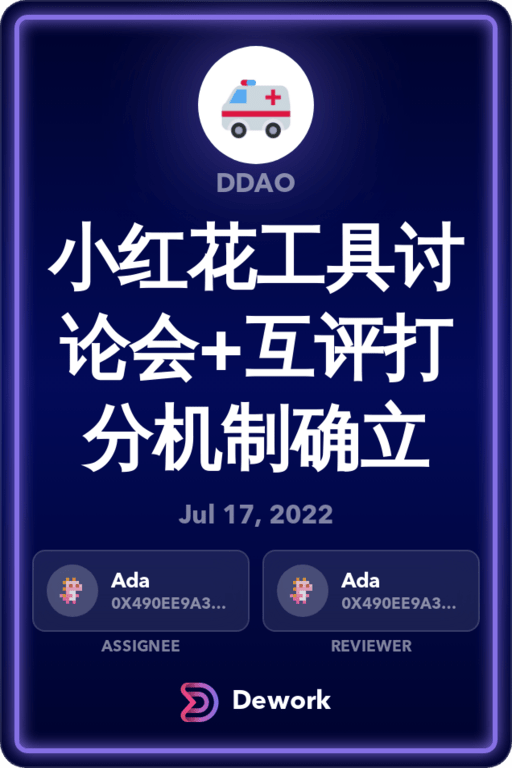 DDAO
小红花工具讨
论会+互评打
分机制确立
Jul 17, 2022
Ada
0X490EE9A3...
ASSIGNEE
Ada
0X490EE9A3...
REVIEWER
Dework